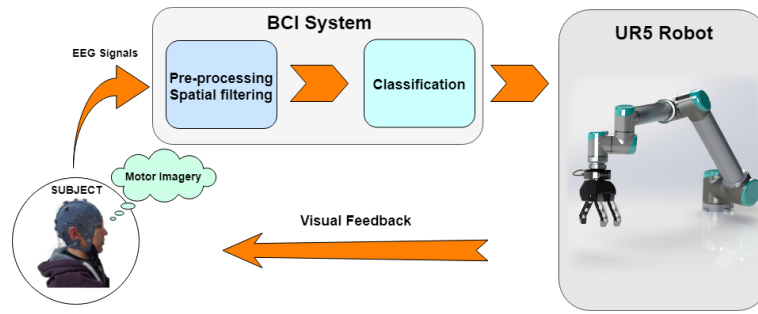 BCI System
UR5 Robot
EEG Signals
Pre-processing
Spatial filtering
Classification
Motor Imagery
SUBJECT
Visual Feedback